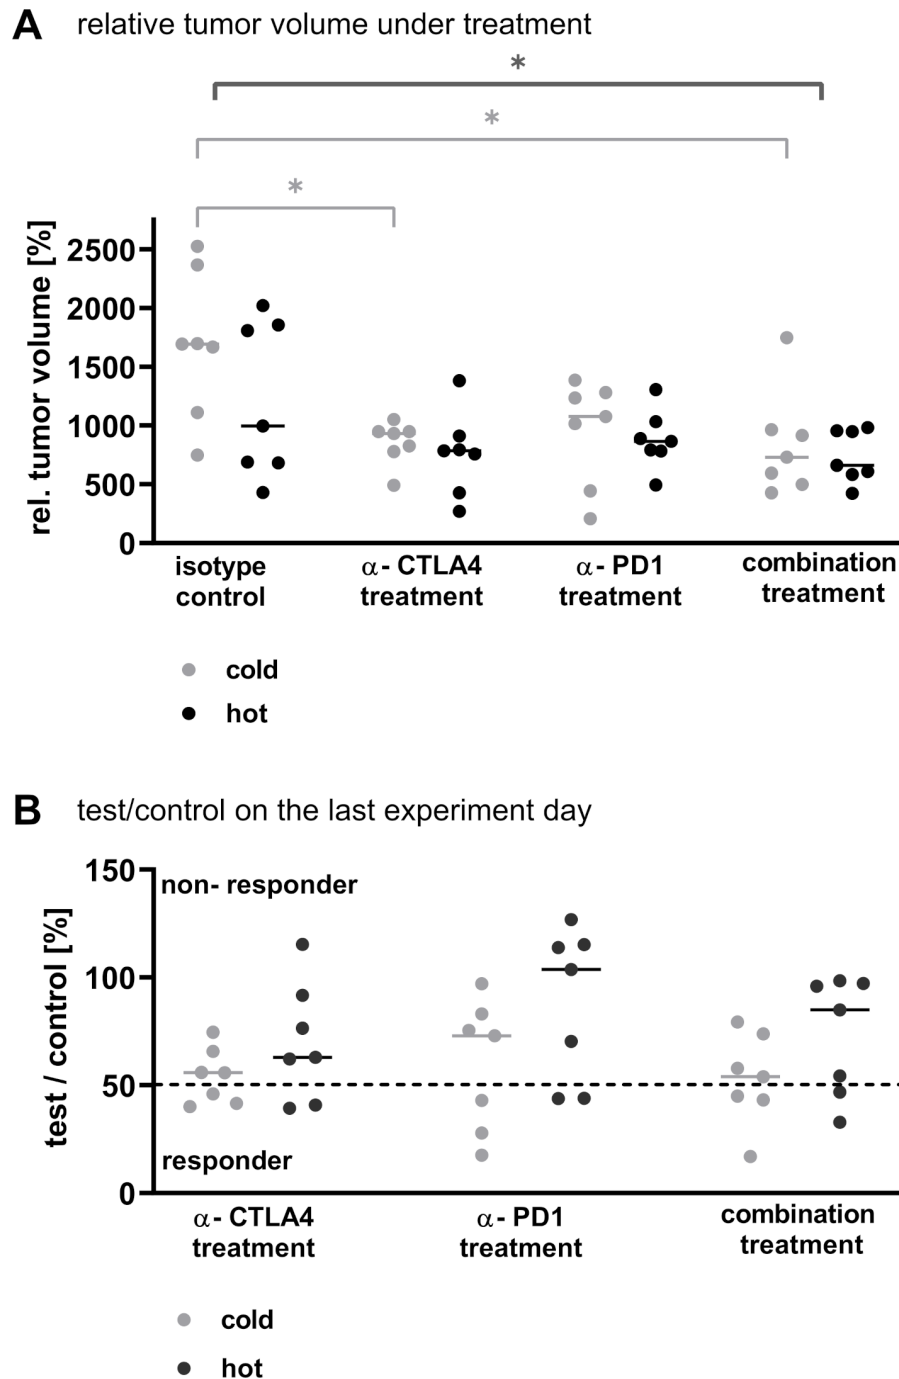 A relative tumor volume under treatment
*
*
*
rel. tumor volume [%]
2500
2000
1500
1000
500
0
isotype control
α- CTLA4 treatment
α- PD1 treatment
combination treatment
cold
hot
B test/control on the last experiment day
test / control [%]
150
100
50
0
non- responder
responder
α- CTLA4 treatment
α- PD1 treatment
combination treatment
cold
hot